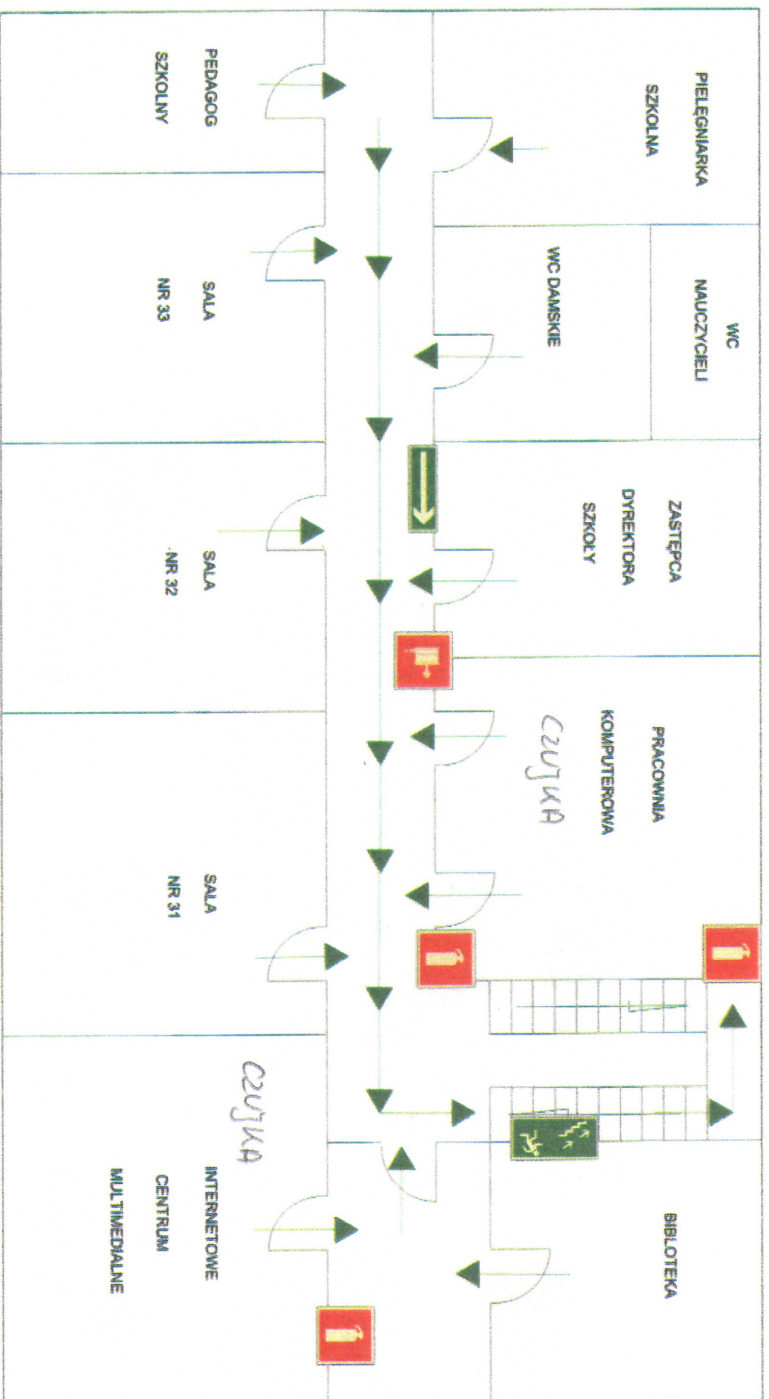 PIELĘGNIARKA
SZKOLNA
WC
NAUCZYCIELI
WC DAMSKIE
ZASTĘPCA
DYREKTORA
SZKOŁY
PRACOWNIA
KOMPUTEROWA
CZUJKA
BIBLOTEKA
PEDAGOG
SZKOLNY
SALA
NR 33
SALA
NR 32
SALA
NR 31
CZUJKA
INTERNETOWE
CENTRUM
MULTIMEDIALNE